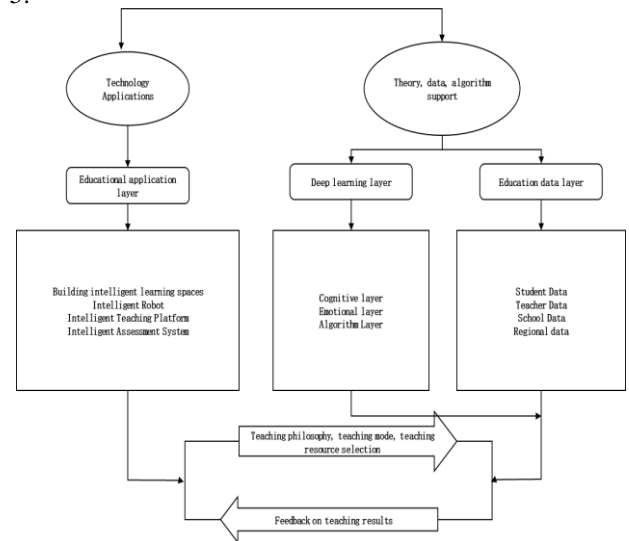 Technology
Applications
Theory, data, algorithm
support
Educational application
layer
Deep learning layer
Education data layer
Building intelligent learning spaces
Intelligent Robot
Intelligent Teaching Platform
Intelligent Assessment System
Cognitive layer
Emotional layer
Algorithm Layer
Student Data
Teacher Data
School Data
Regional data
Teaching philosophy, teaching mode, teaching
resource selection
Feedback on teaching results